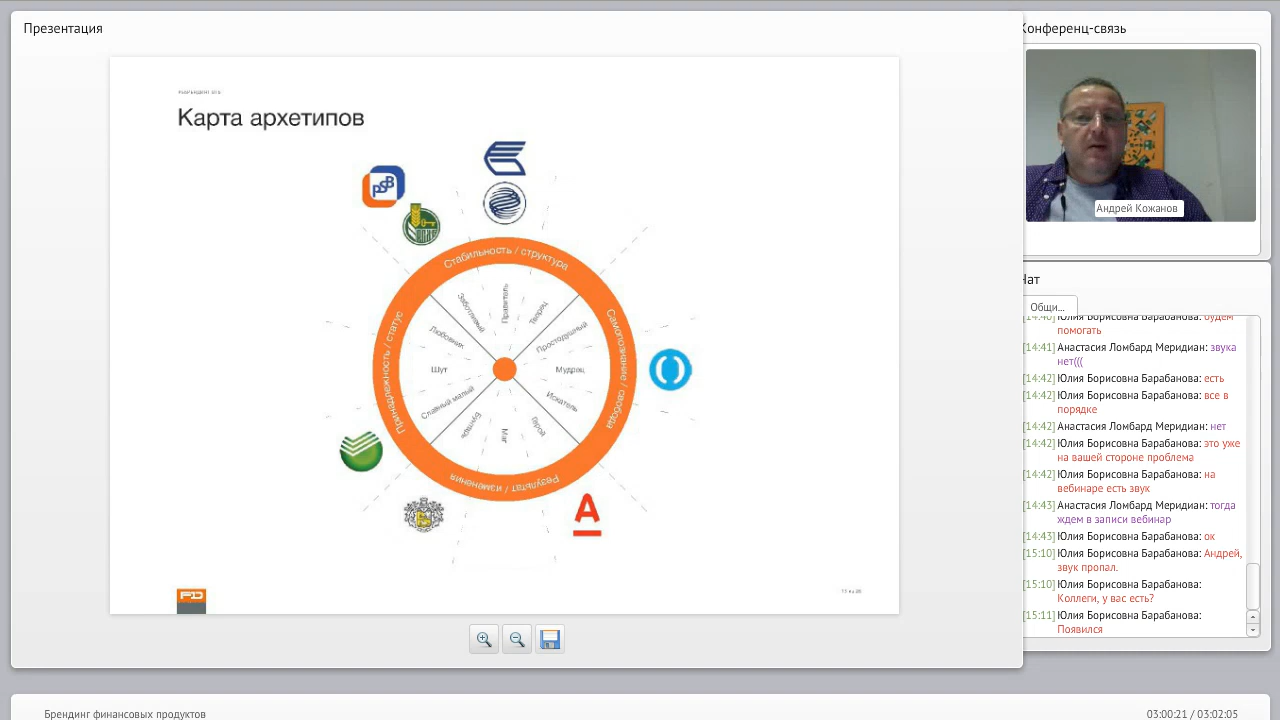 Презентация
Карта архетипов
PSB
Стабильность / структура
Самопознание / свобода
Результат / изменения
Принадлежность / статус
Заботливый
Правитель
Творец
Простодушный
Мудрец
Искатель
Герой
Маг
Бунтарь
Славный малый
Шут
Любовник
А
FD
Конференц-связь
Андрей Кожанов
Чат
Общи...
[14:40] Юлия Борисовна Барабанова: будем
помогать
[14:41] Анастасия Ломбард Меридиан: звука
нет(((
[14:42] Юлия Борисовна Барабанова: есть
[14:42] Юлия Борисовна Барабанова: все в
порядке
[14:42] Анастасия Ломбард Меридиан: нет
[14:42] Юлия Борисовна Барабанова: это уже
на вашей стороне проблема
[14:42] Юлия Борисовна Барабанова: на
вебинаре есть звук
[14:43] Анастасия Ломбард Меридиан: тогда
ждем в записи вебинар
[14:43] Юлия Борисовна Барабанова: ок
[15:10] Юлия Борисовна Барабанова: Андрей,
звук пропал.
[15:10] Юлия Борисовна Барабанова:
Коллеги, у вас есть?
[15:11] Юлия Борисовна Барабанова:
Появился
Брендинг финансовых продуктов
03:00:21 / 03:02:05